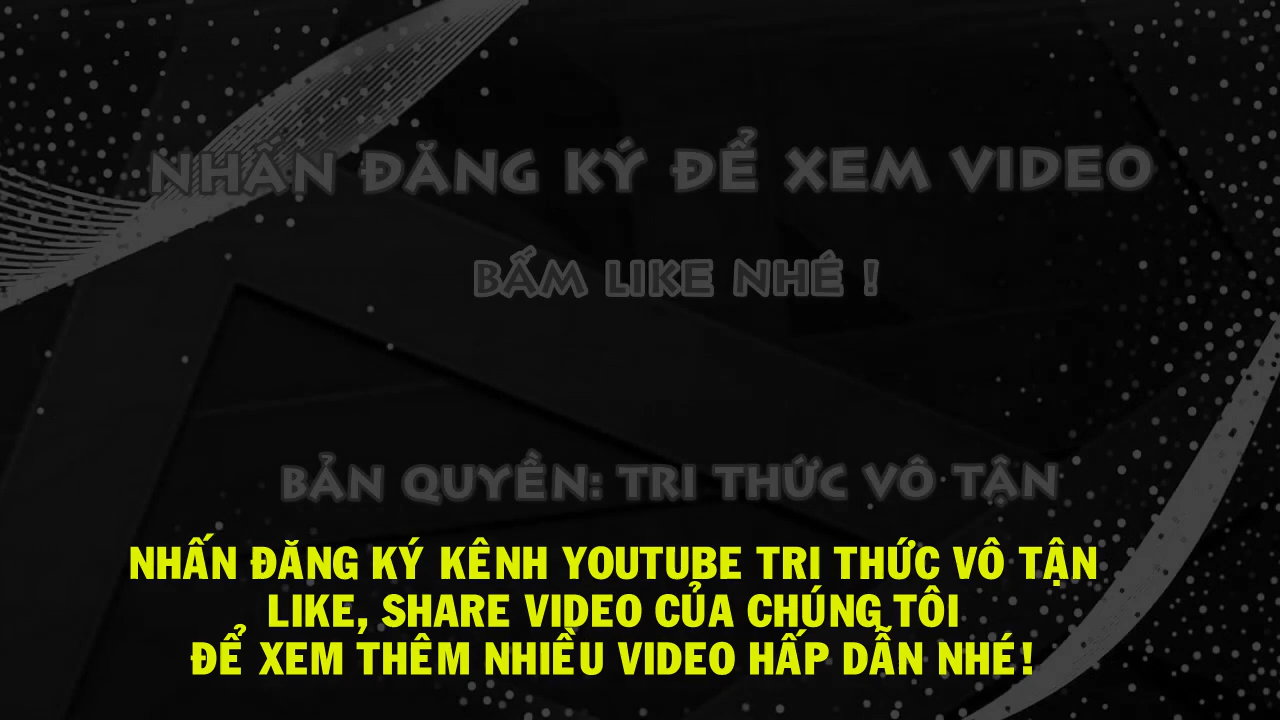 NHẤN ĐĂNG KÝ ĐỂ XEM VIDEO
BẤM LIKE NHÉ !
BẢN QUYỀN: TRI THỨC VÔ TẬN
NHẤN ĐĂNG KÝ KÊNH YOUTUBE TRI THỨC VÔ TẬN
LIKE, SHARE VIDEO CỦA CHÚNG TÔI
ĐỂ XEM THÊM NHIỀU VIDEO HẤP DẪN NHÉ!